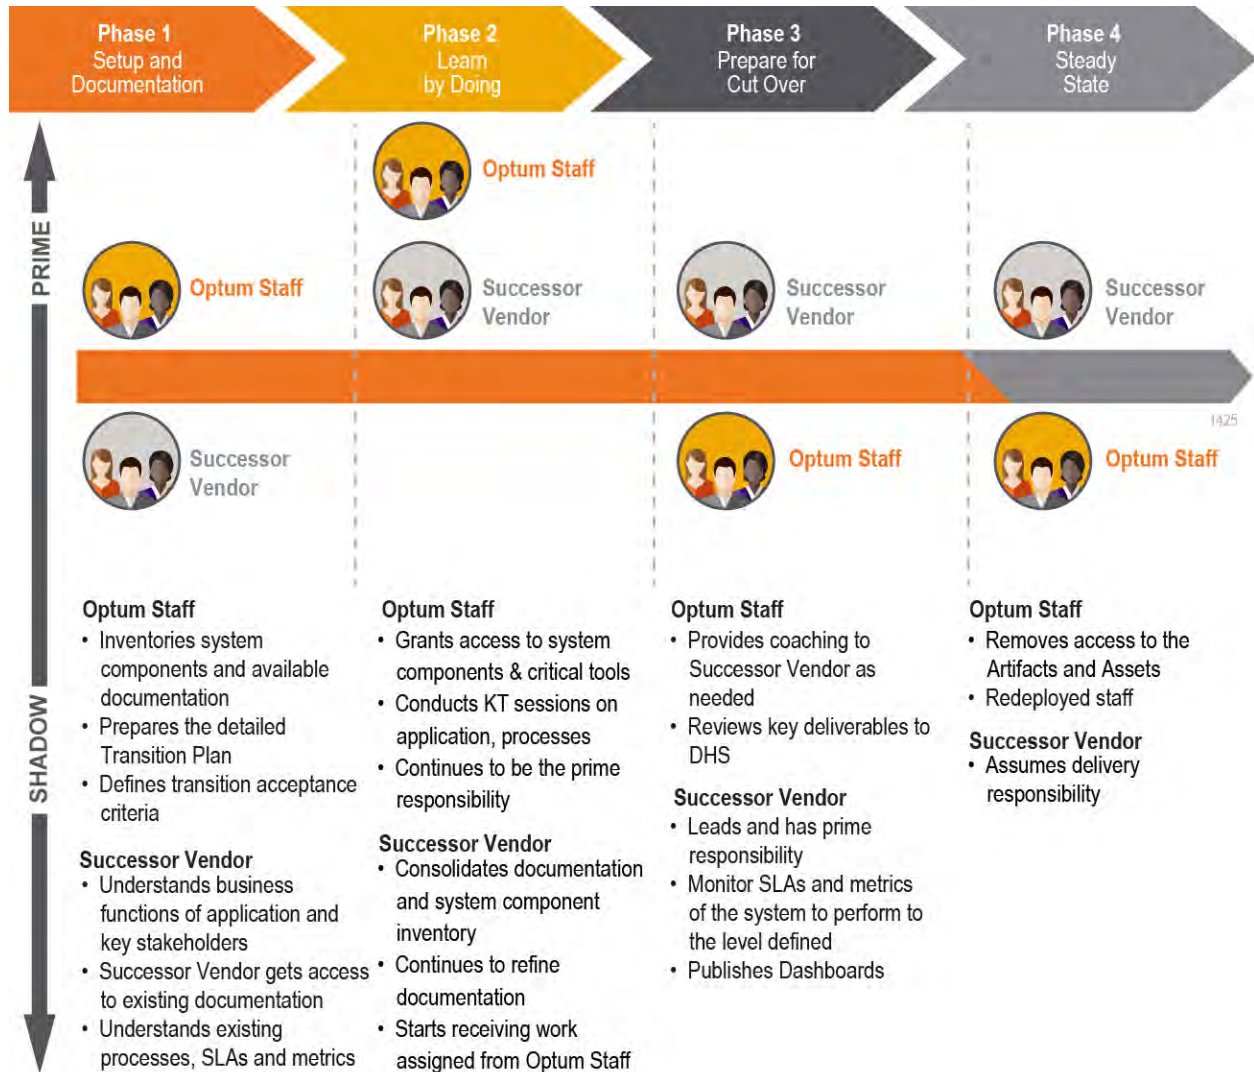 Phase 1
Setup and
Documentation
Phase 2
Learn
by Doing
Phase 3
Prepare for
Cut Over
Phase 4
Steady
State
PRIME
SHADOW
Optum Staff
Successor
Vendor
Optum Staff
Successor
Vendor
Successor
Vendor
Optum Staff
Successor
Vendor
Optum Staff
1425
Optum Staff
• Inventories system
components and available
documentation
• Prepares the detailed
Transition Plan
• Defines transition acceptance
criteria
Successor Vendor
• Understands business
functions of application and
key stakeholders
• Successor Vendor gets access
to existing documentation
• Understands existing
processes, SLAs and metrics
Optum Staff
• Grants access to system
components & critical tools
• Conducts KT sessions on
application, processes
• Continues to be the prime
responsibility
Successor Vendor
• Consolidates documentation
and system component
inventory
• Continues to refine
documentation
• Starts receiving work
assigned from Optum Staff
Optum Staff
• Provides coaching to
Successor Vendor as
needed
• Reviews key deliverables to
DHS
Successor Vendor
• Leads and has prime
responsibility
• Monitor SLAs and metrics
of the system to perform to
the level defined
• Publishes Dashboards
Optum Staff
• Removes access to the
Artifacts and Assets
• Redeployed staff
Successor Vendor
• Assumes delivery
responsibility